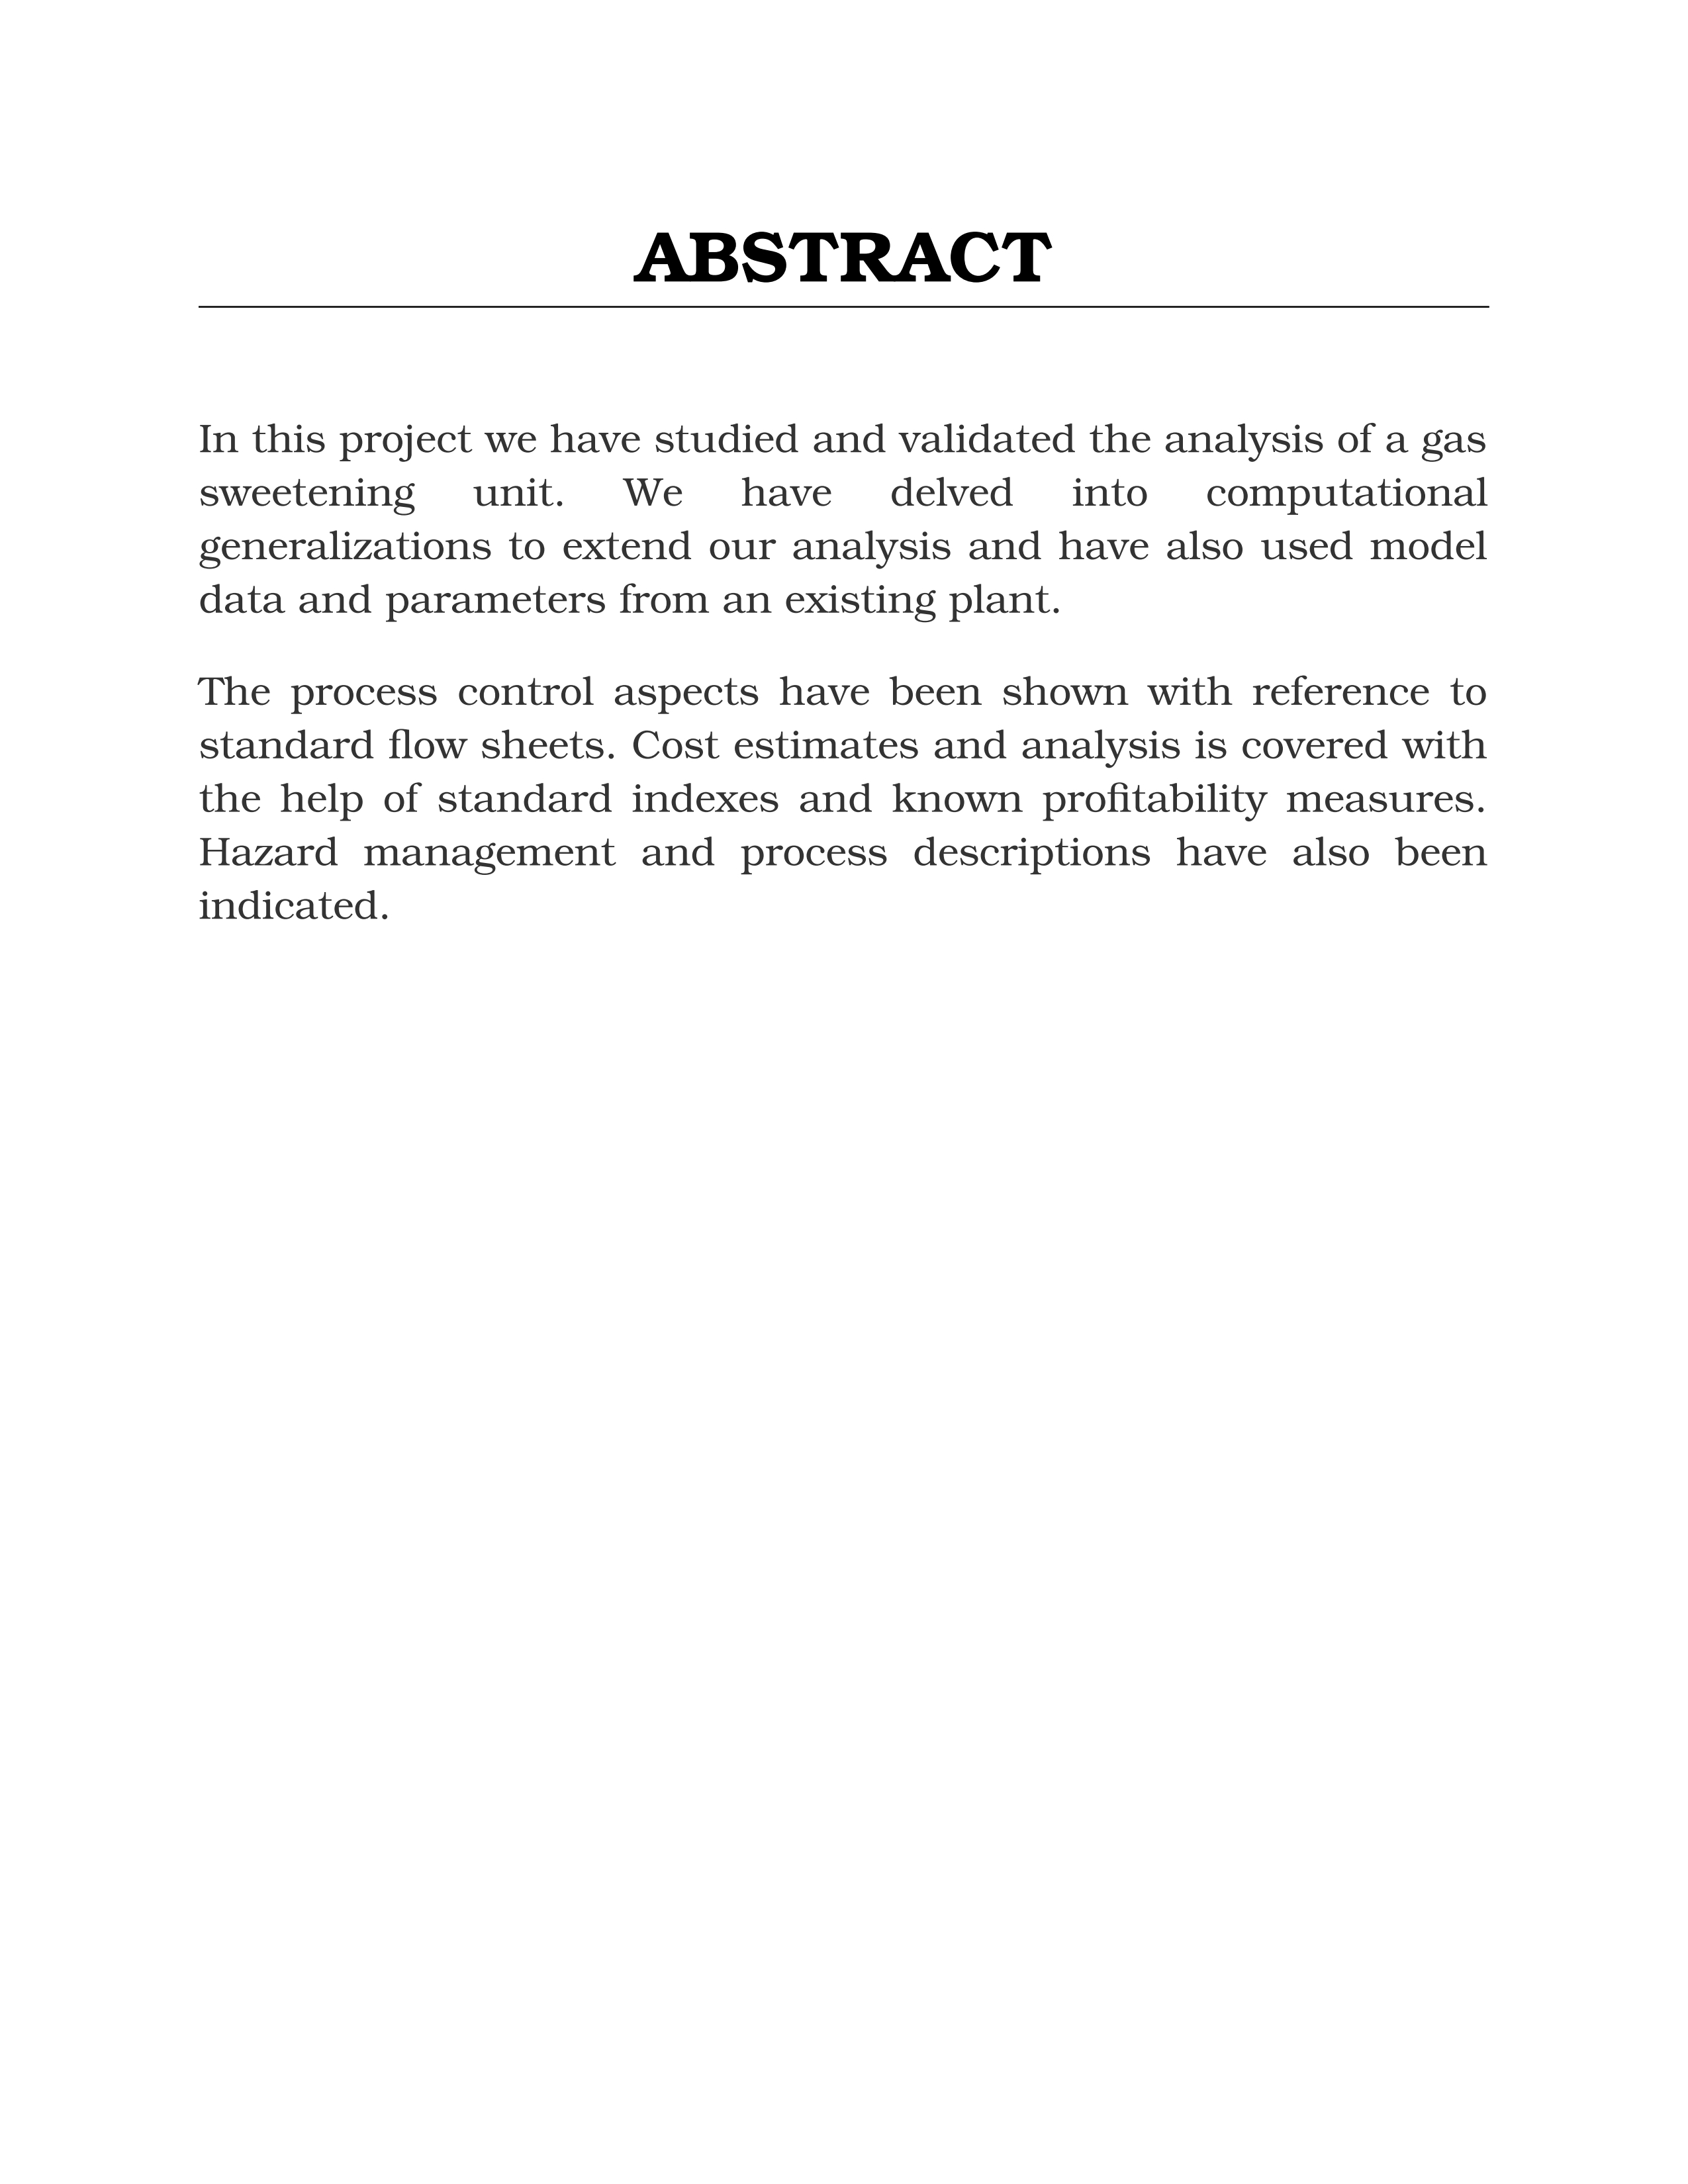 ABSTRACT
In this project we have studied and validated the analysis of a gas
sweetening unit. We have delved into computational
generalizations to extend our analysis and have also used model
data and parameters from an existing plant.
The process control aspects have been shown with reference to
standard flow sheets. Cost estimates and analysis is covered with
the help of standard indexes and known profitability measures.
Hazard management and process descriptions have also been
indicated.